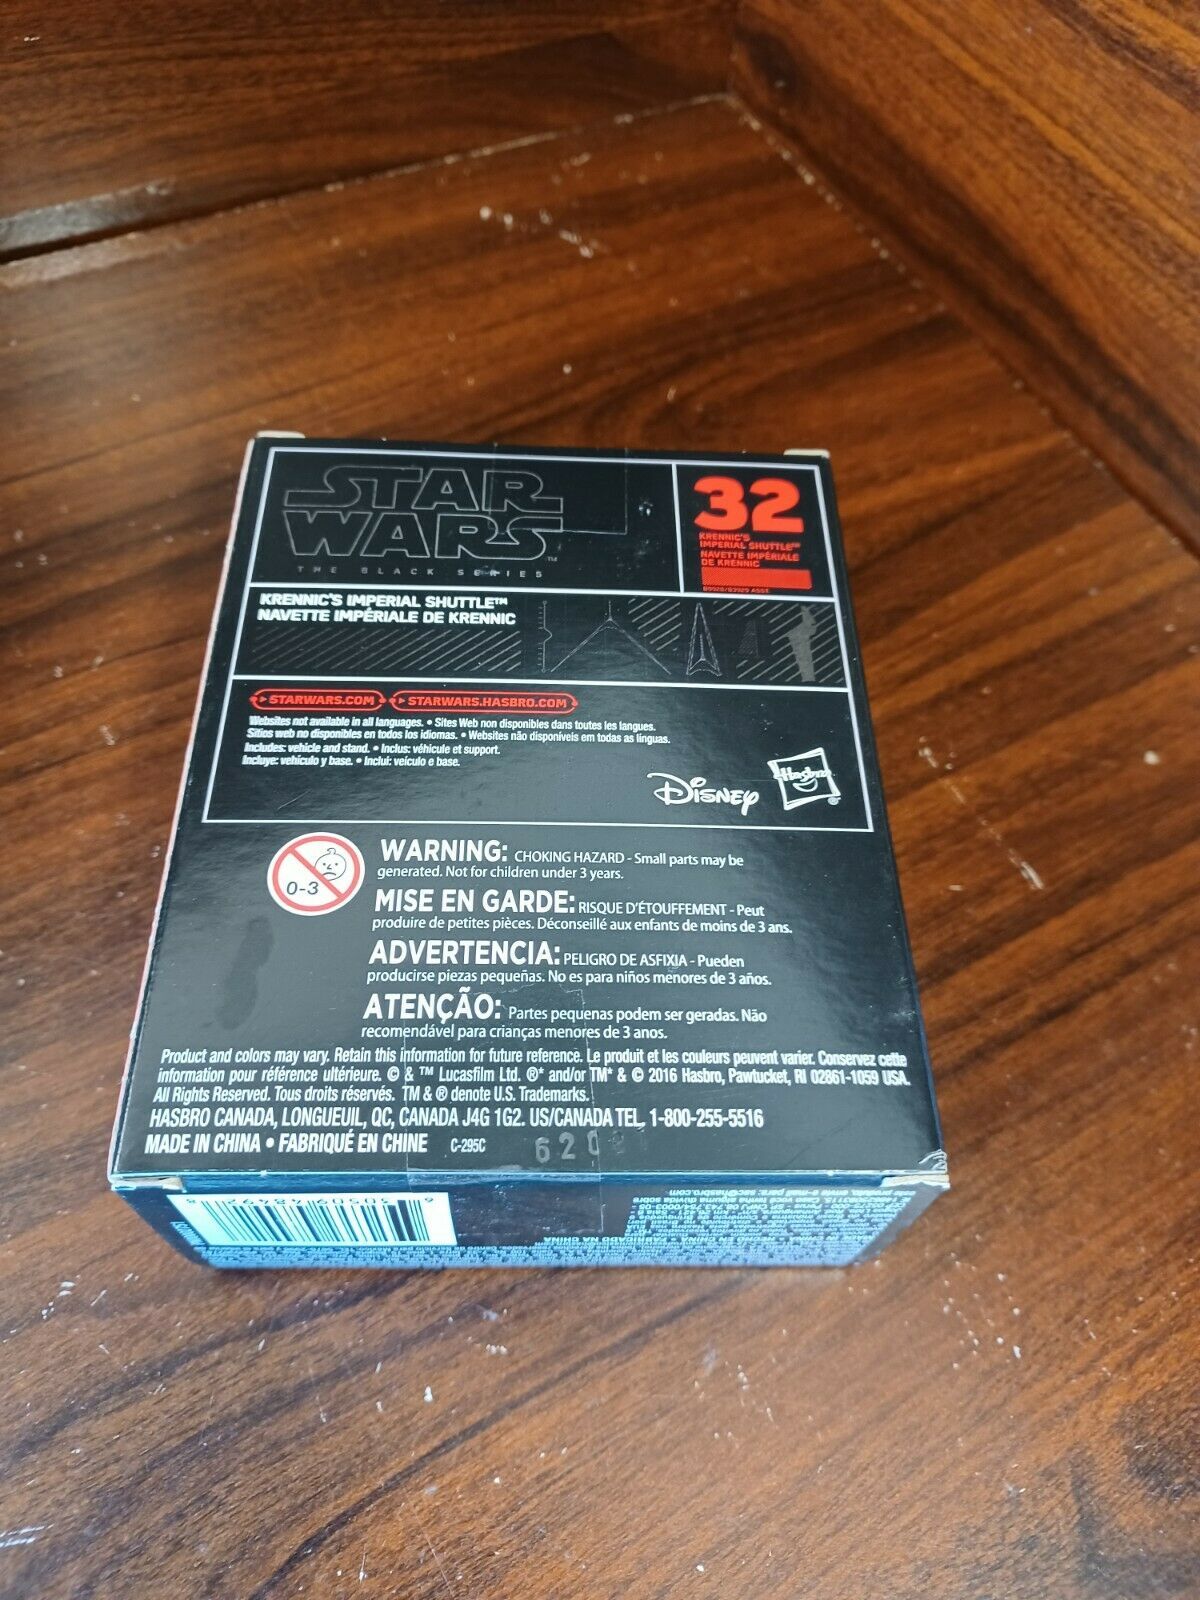 STAR
WARS
THE BLACK SERIES
32
KRENNIC'S
IMPERIAL SHUTTLE™
NAVETTE IMPÉRIALE
DE KRENNIC
KRENNIC'S IMPERIAL SHUTTLE™
NAVETTE IMPÉRIALE DE KRENNIC
STARWARS.COM STARWARS.HASBRO.COM
Websites not available in all languages. • Sites Web non disponibles dans toutes les langues.
Sitios web no disponibles en todos los idiomas. • Websites não disponíveis em todas as línguas.
Includes: vehicle and stand. • Inclus: véhicule et support.
Incluye: vehículo y base. • Inclui: veículo e base.
Disney Hasbro®
0-3
WARNING: CHOKING HAZARD - Small parts may be
generated. Not for children under 3 years.
MISE EN GARDE: RISQUE D'ÉTOUFFEMENT - Peut
produire de petites pièces. Déconseillé aux enfants de moins de 3 ans.
ADVERTENCIA: PELIGRO DE ASFIXIA - Pueden
producirse piezas pequeñas. No es para niños menores de 3 años.
ATENÇÃO: Partes pequenas podem ser geradas. Não
recomendável para crianças menores de 3 anos.
Product and colors may vary. Retain this information for future reference. Le produit et les couleurs peuvent varier. Conservez cette
information pour référence ultérieure. © & ™ Lucasfilm Ltd. ®* and/or TM* & © 2016 Hasbro, Pawtucket, RI 02861-1059 USA.
All Rights Reserved. Tous droits réservés. TM & ® denote U.S. Trademarks.
HASBRO CANADA, LONGUEUIL, QC, CANADA J4G 1G2. US/CANADA TEL. 1-800-255-5516
MADE IN CHINA • FABRIQUÉ EN CHINE C-295C